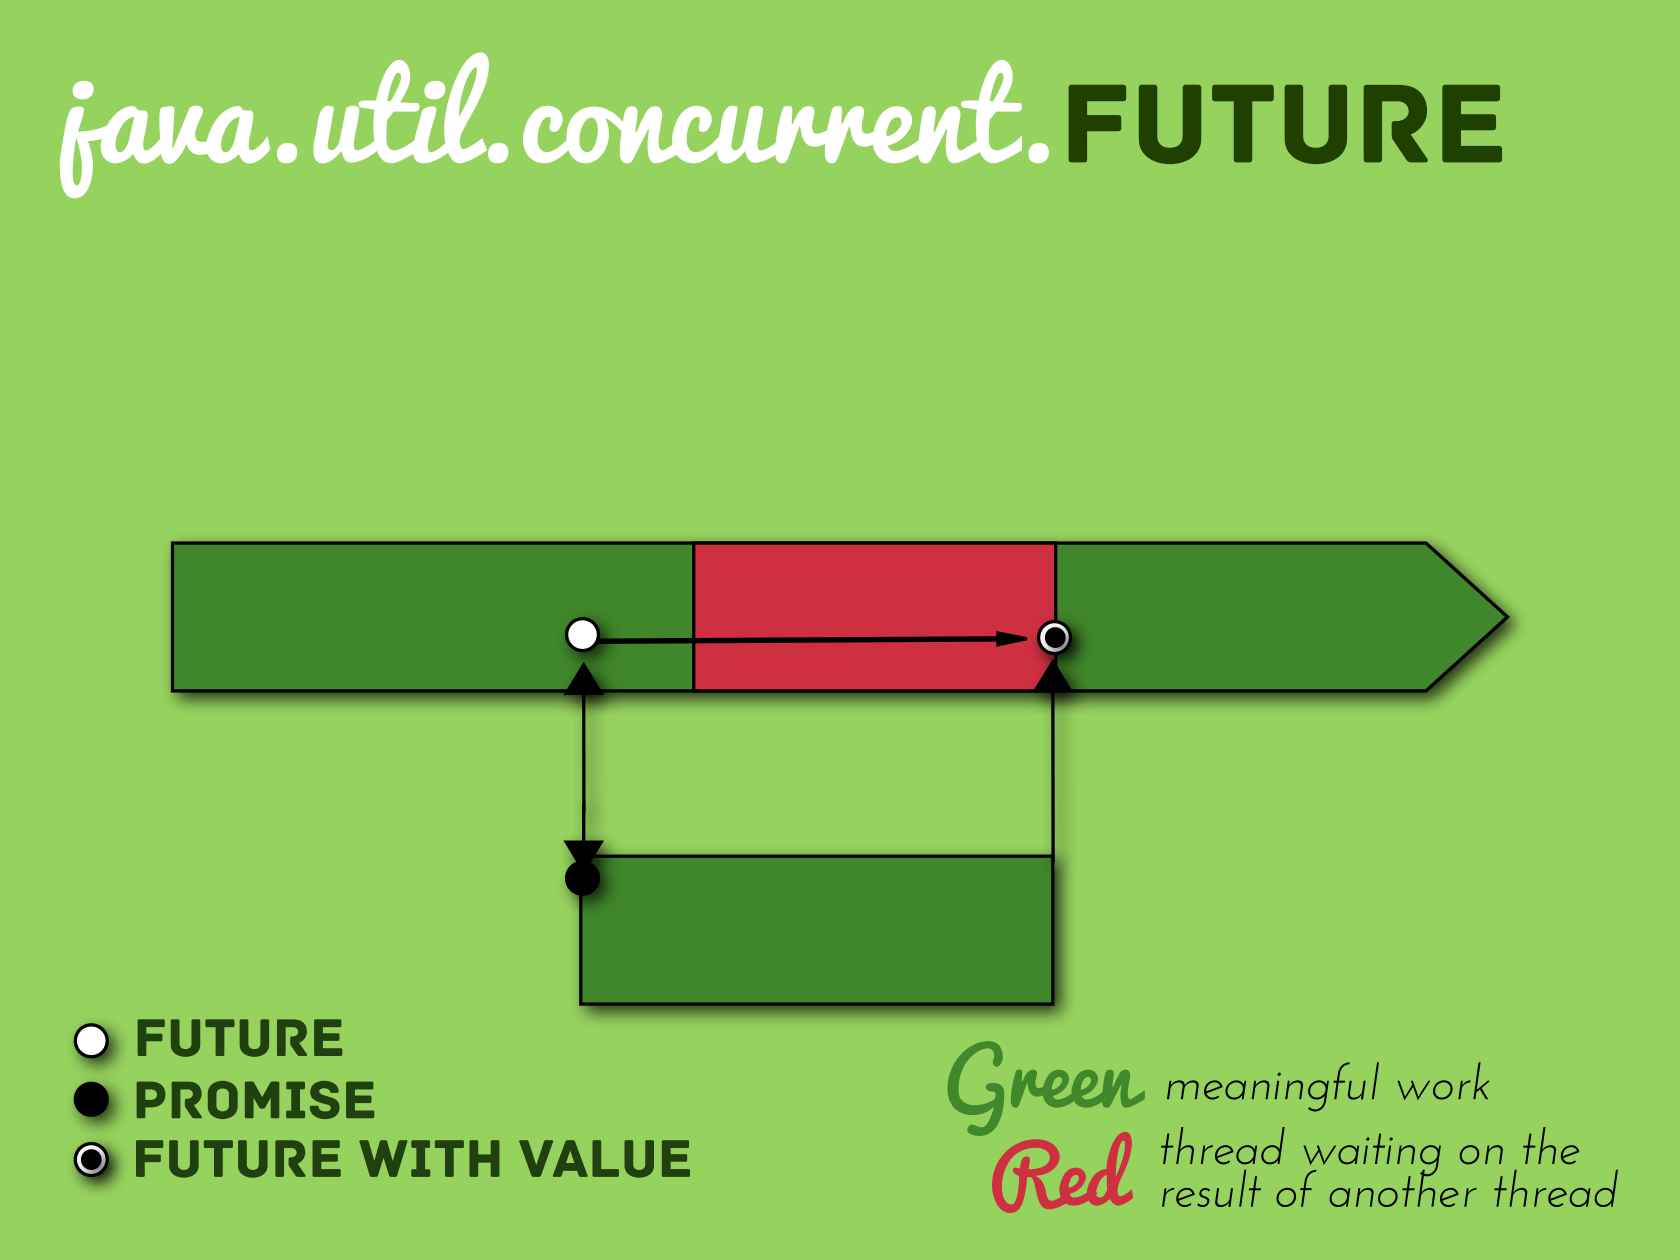 java.util.concurrent.FUTURE
FUTURE
PROMISE
FUTURE WITH VALUE
Green meaningful work
Red thread waiting on the
result of another thread